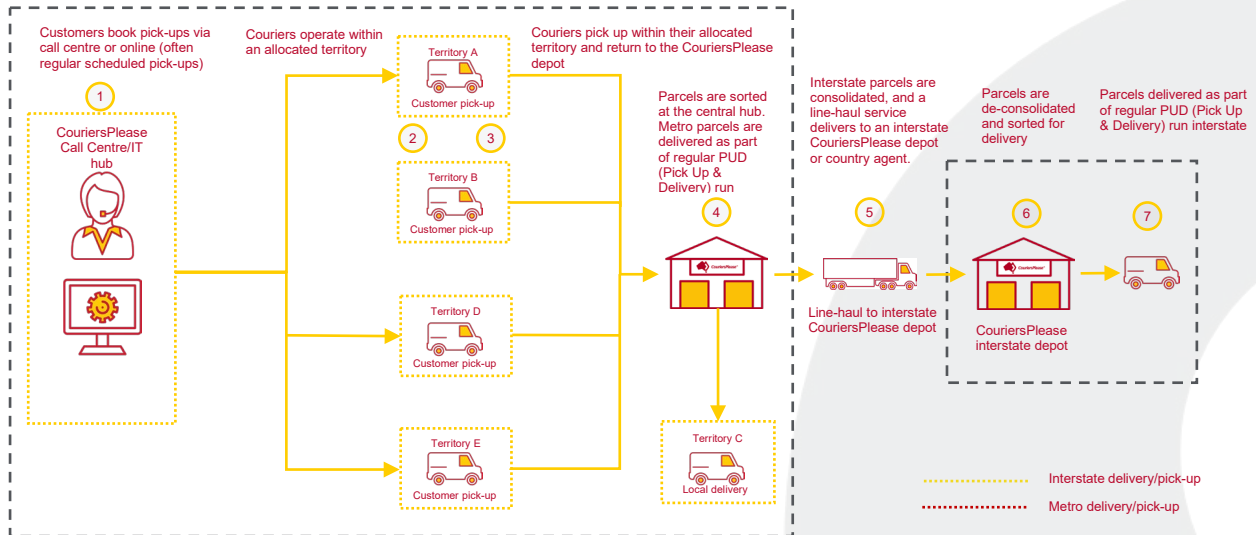 Customers book pick-ups via
call centre or online (often
regular scheduled pick-ups)
1
CouriersPlease
Call Centre/IT
hub
Couriers operate within
an allocated territory
Couriers pick up within their allocated
territory and return to the CouriersPlease
depot
Territory A
Customer pick-up
2
3
Territory B
Customer pick-up
Territory D
Customer pick-up
Territory E
Customer pick-up
Parcels are sorted
at the central hub.
Metro parcels are
delivered as part
of regular PUD
(Pick Up &
Delivery) run
4
CouriersPlease
Territory C
Local delivery
Interstate parcels are
consolidated, and a
line-haul service
delivers to an interstate
CouriersPlease depot
or country agent.
5
Line-haul to interstate
CouriersPlease depot
Parcels are
de-consolidated
and sorted for
delivery
6
CouriersPlease
CouriersPlease
interstate depot
Parcels delivered as part
of regular PUD (Pick Up
& Delivery) run interstate
7
Interstate delivery/pick-up
Metro delivery/pick-up